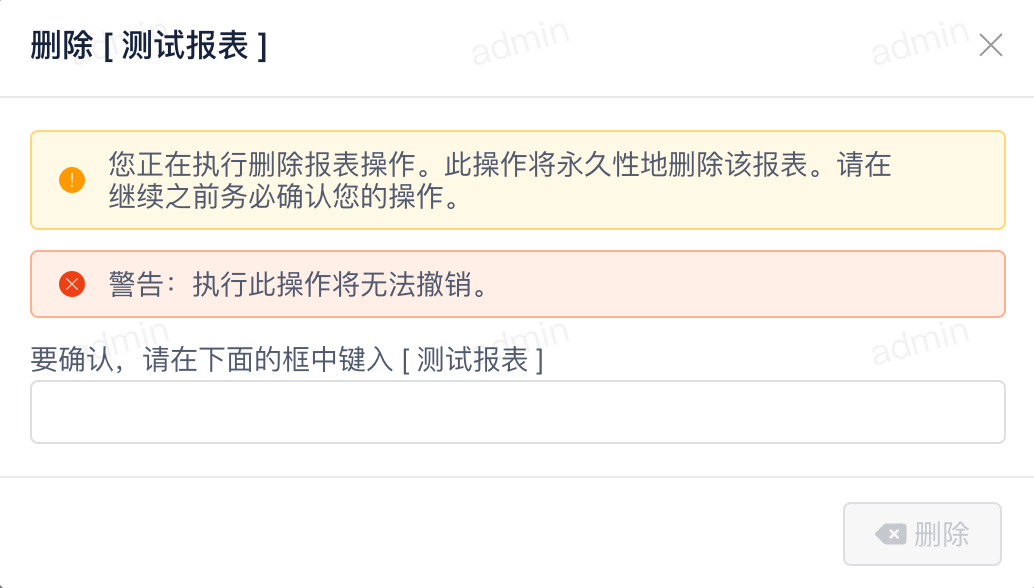 删除 [ 测试报表 ]
admin
admin
admin
您正在执行删除报表操作。此操作将永久性地删除该报表。请在
继续之前务必确认您的操作。
警告：执行此操作将无法撤销。
admin
admin
admin
要确认，请在下面的框中键入 [ 测试报表 ]
删除